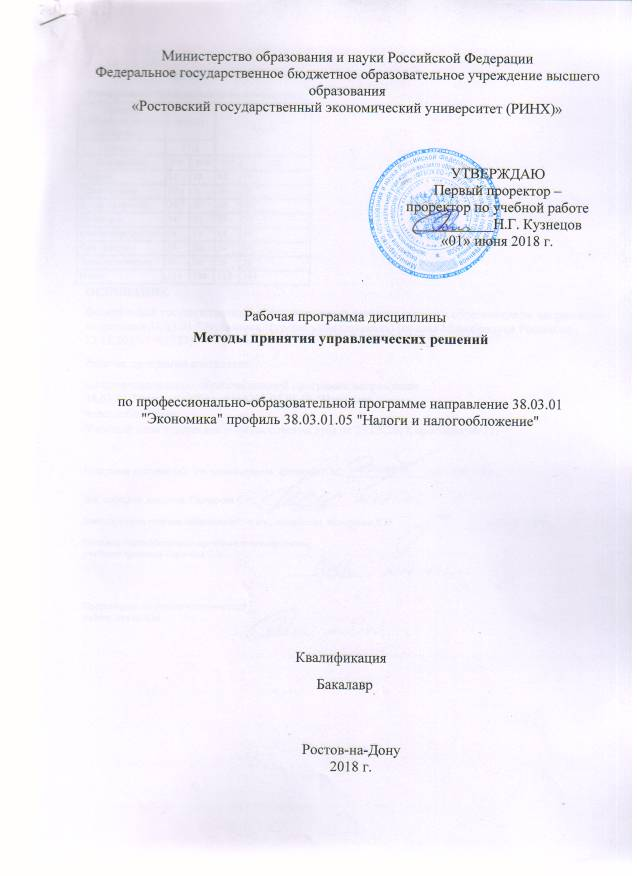 Министерство образования и науки Российской Федерации
Федеральное государственное бюджетное образовательное учреждение высшего
образования
«Ростовский государственный экономический университет (РИНХ)»
УТВЕРЖДАЮ
Первый проректор –
проректор по учебной работе
Н.Г. Кузнецов
«01» июня 2018 г.
Рабочая программа дисциплины
Методы принятия управленческих решений
по профессионально-образовательной программе направление 38.03.01
"Экономика" профиль 38.03.01.05 "Налоги и налогообложение"
Квалификация
Бакалавр
Ростов-на-Дону
2018 г.